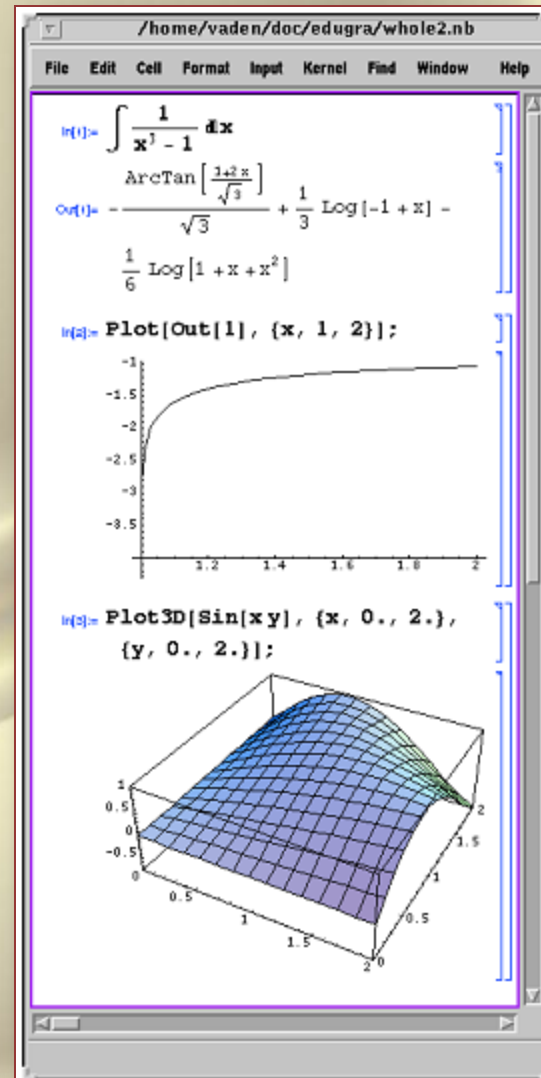 /home/vaden/doc/edugra/whole2.nb
File Edit Cell Format Input Kernel Find Window Help
In[1]:= ∫ 1/(x³ - 1) dx
Out[1]= - ArcTan[(1+2 x)/√3]/√3 + 1/3 Log[-1 + x] -
1/6 Log[1 + x + x²]
In[2]:= Plot[Out[1], {x, 1, 2}];
-1
-1.5
-2
-2.5
-3
-3.5
1.2 1.4 1.6 1.8 2
In[3]:= Plot3D[Sin[x y], {x, 0., 2.},
{y, 0., 2.}];
1
0.5
0
-0.5
0
0.5
1
1.5
2
0
0.5
1
1.5
2